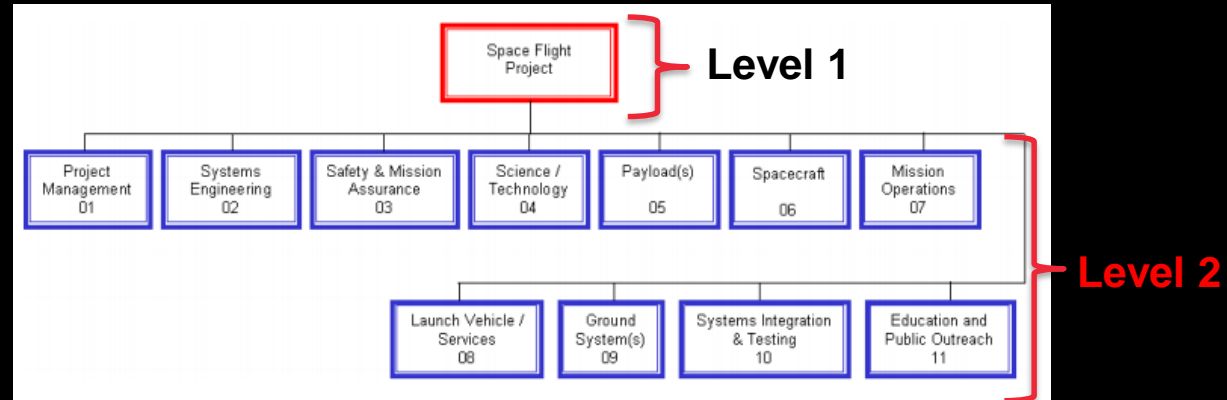 Space Flight
Project
Level 1
Project
Management
01
Systems
Engineering
02
Safety & Mission
Assurance
03
Science /
Technology
04
Payload(s)
05
Spacecraft
06
Mission
Operations
07
Level 2
Launch Vehicle /
Services
08
Ground
System(s)
09
Systems Integration
& Testing
10
Education and
Public Outreach
11